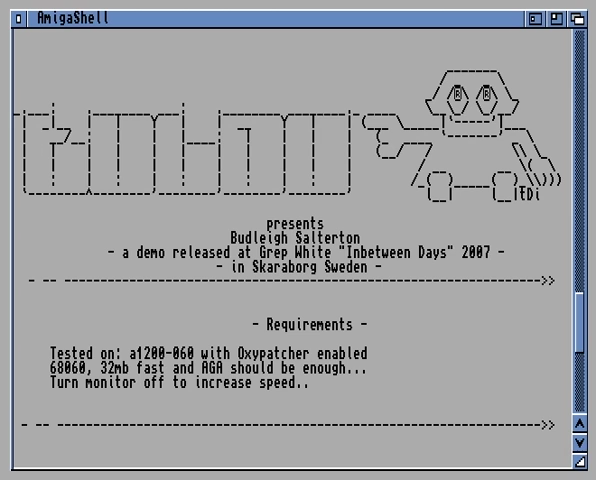 AmigaShell
tDi
presents
Budleigh Salterton
- a demo released at Grep White "Inbetween Days" 2007 -
- in Skaraborg Sweden -
- -- ------------------------------------------------------------------->>
- Requirements -
Tested on: a1200-060 with Oxypatcher enabled
68060, 32mb fast and AGA should be enough...
Turn monitor off to increase speed..
- -- ------------------------------------------------------------------->>